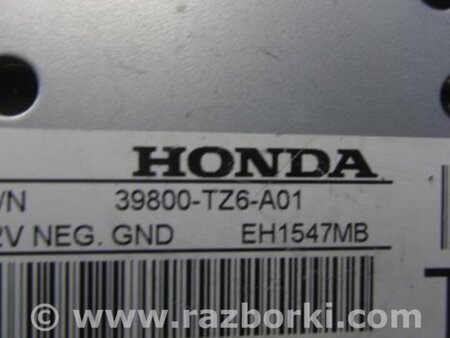 HONDA
/N 39800-TZ6-A01
2V NEG. GND EH1547MB
© www.razborki.com